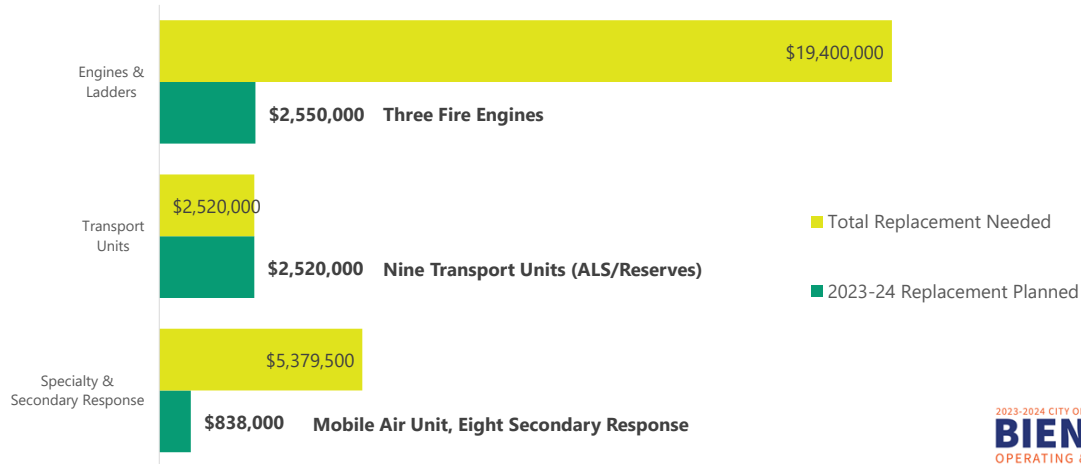 Engines &
Ladders
$19,400,000
$2,550,000 Three Fire Engines
Transport
Units
$2,520,000
$2,520,000 Nine Transport Units (ALS/Reserves)
Specialty &
Secondary Response
$5,379,500
$838,000 Mobile Air Unit, Eight Secondary Response
Total Replacement Needed
2023-24 Replacement Planned
2023-2024 CITY O
BIEN
OPERATING